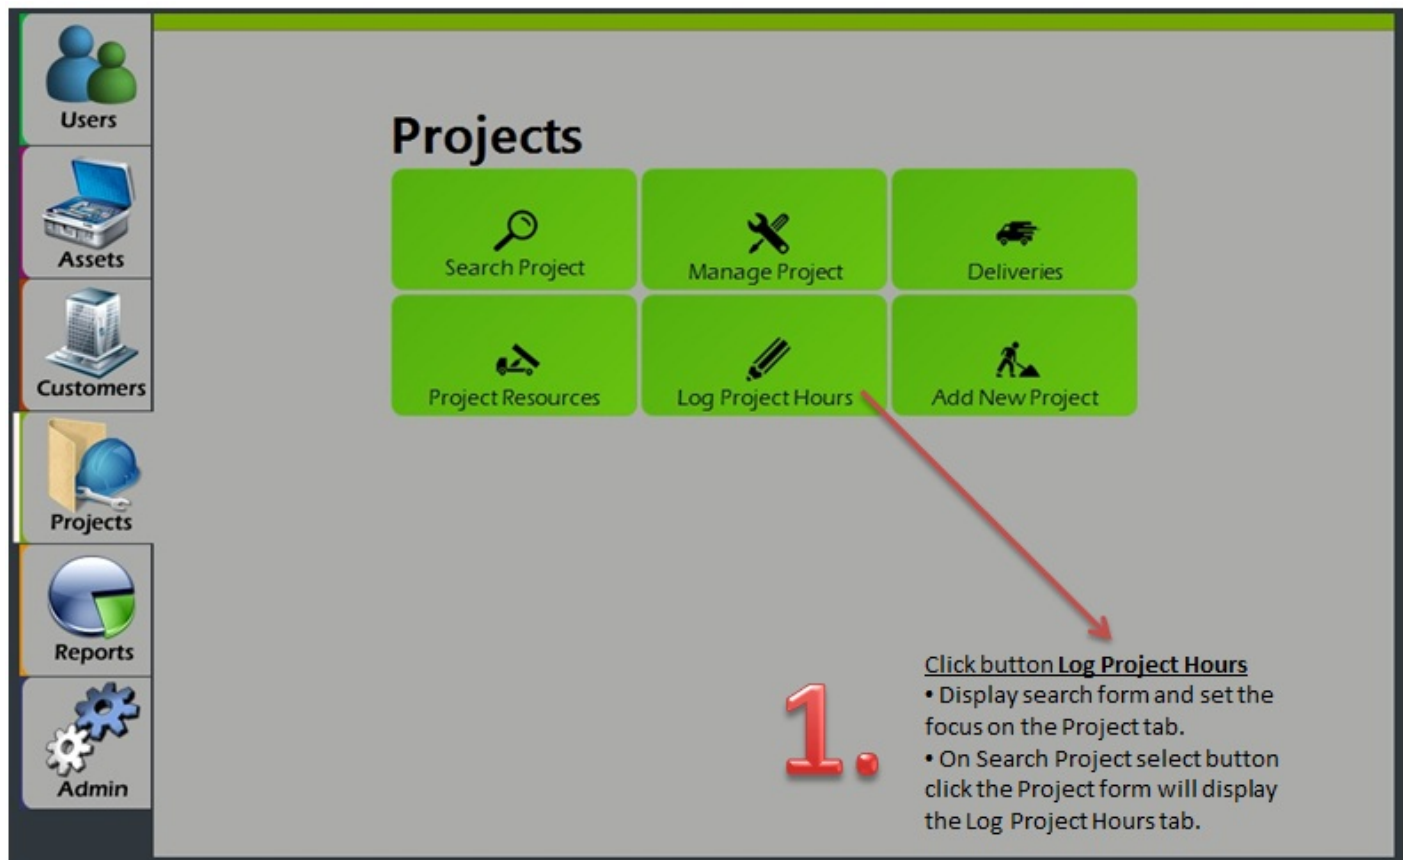 Users
Assets
Customers
Projects
Reports
Admin
Projects
Search Project
Manage Project
Deliveries
Project Resources
Log Project Hours
Add New Project
1.
Click button Log Project Hours
• Display search form and set the
focus on the Project tab.
• On Search Project select button
click the Project form will display
the Log Project Hours tab.